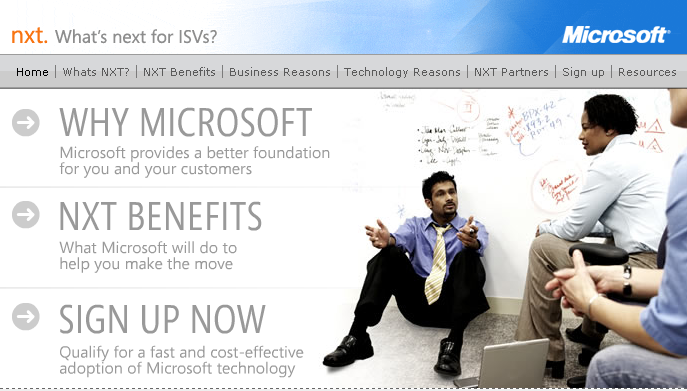 nxt. What's next for ISVs?
Microsoft®
Home | Whats NXT? | NXT Benefits | Business Reasons | Technology Reasons | NXT Partners | Sign up | Resources
WHY MICROSOFT
Microsoft provides a better foundation
for you and your customers
NXT BENEFITS
What Microsoft will do to
help you make the move
SIGN UP NOW
Qualify for a fast and cost-effective
adoption of Microsoft technology